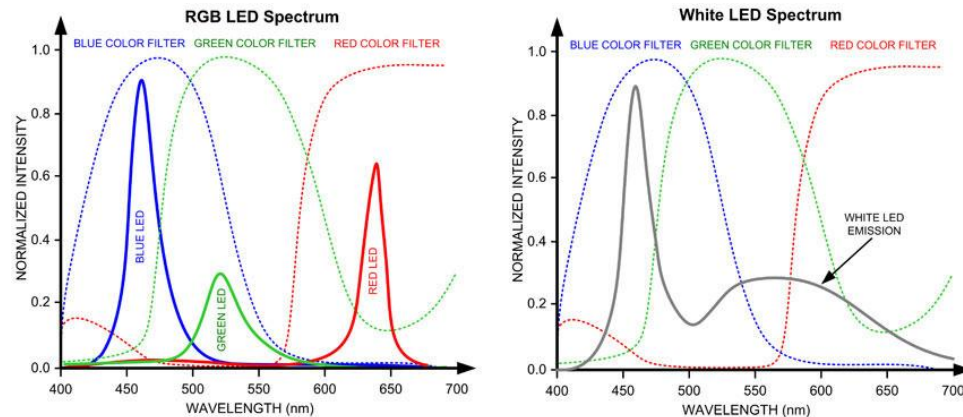 RGB LED Spectrum
BLUE COLOR FILTER GREEN COLOR FILTER RED COLOR FILTER
NORMALIZED INTENSITY
1.0
0.8
0.6
0.4
0.2
0.0
BLUE LED
GREEN LED
RED LED
400 450 500 550 600 650 700
WAVELENGTH (nm)
White LED Spectrum
BLUE COLOR FILTER GREEN COLOR FILTER RED COLOR FILTER
NORMALIZED INTENSITY
1.0
0.8
0.6
0.4
0.2
0.0
WHITE LED
EMISSION
400 450 500 550 600 650 700
WAVELENGTH (nm)